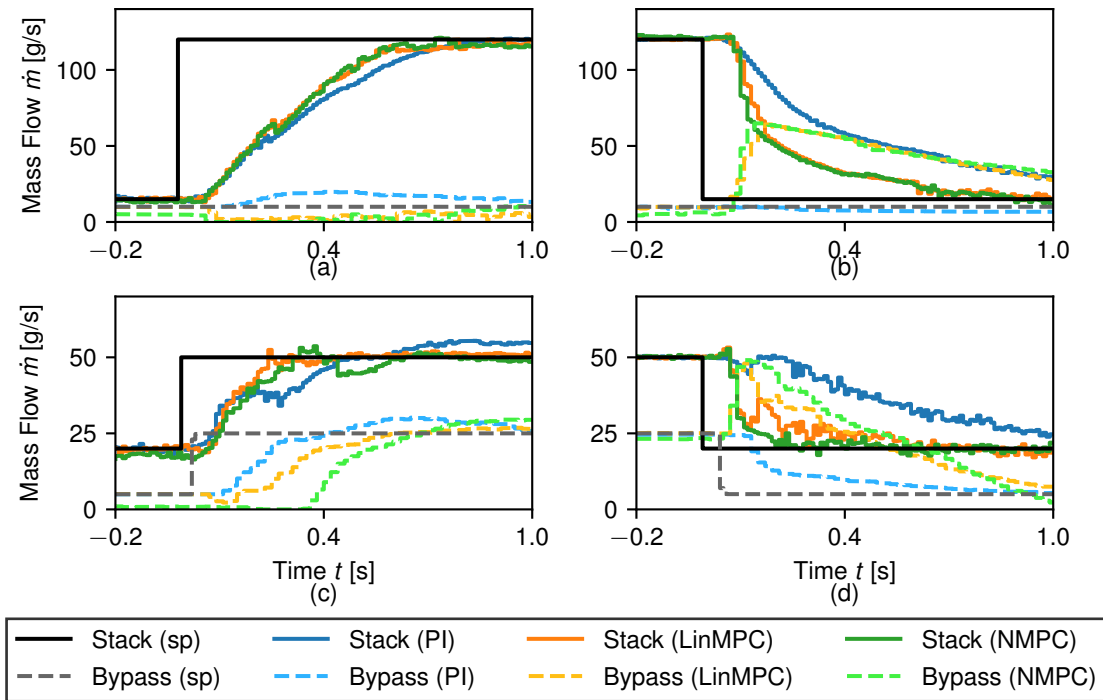 Mass Flow ṁ [g/s]
100
50
0
−0.2 0.4 1.0
(a)
100
50
0
−0.2 0.4 1.0
(b)
Mass Flow ṁ [g/s]
50
25
0
−0.2 0.4 1.0
Time t [s]
(c)
50
25
0
−0.2 0.4 1.0
Time t [s]
(d)
Stack (sp) Stack (PI) Stack (LinMPC) Stack (NMPC)
Bypass (sp) Bypass (PI) Bypass (LinMPC) Bypass (NMPC)